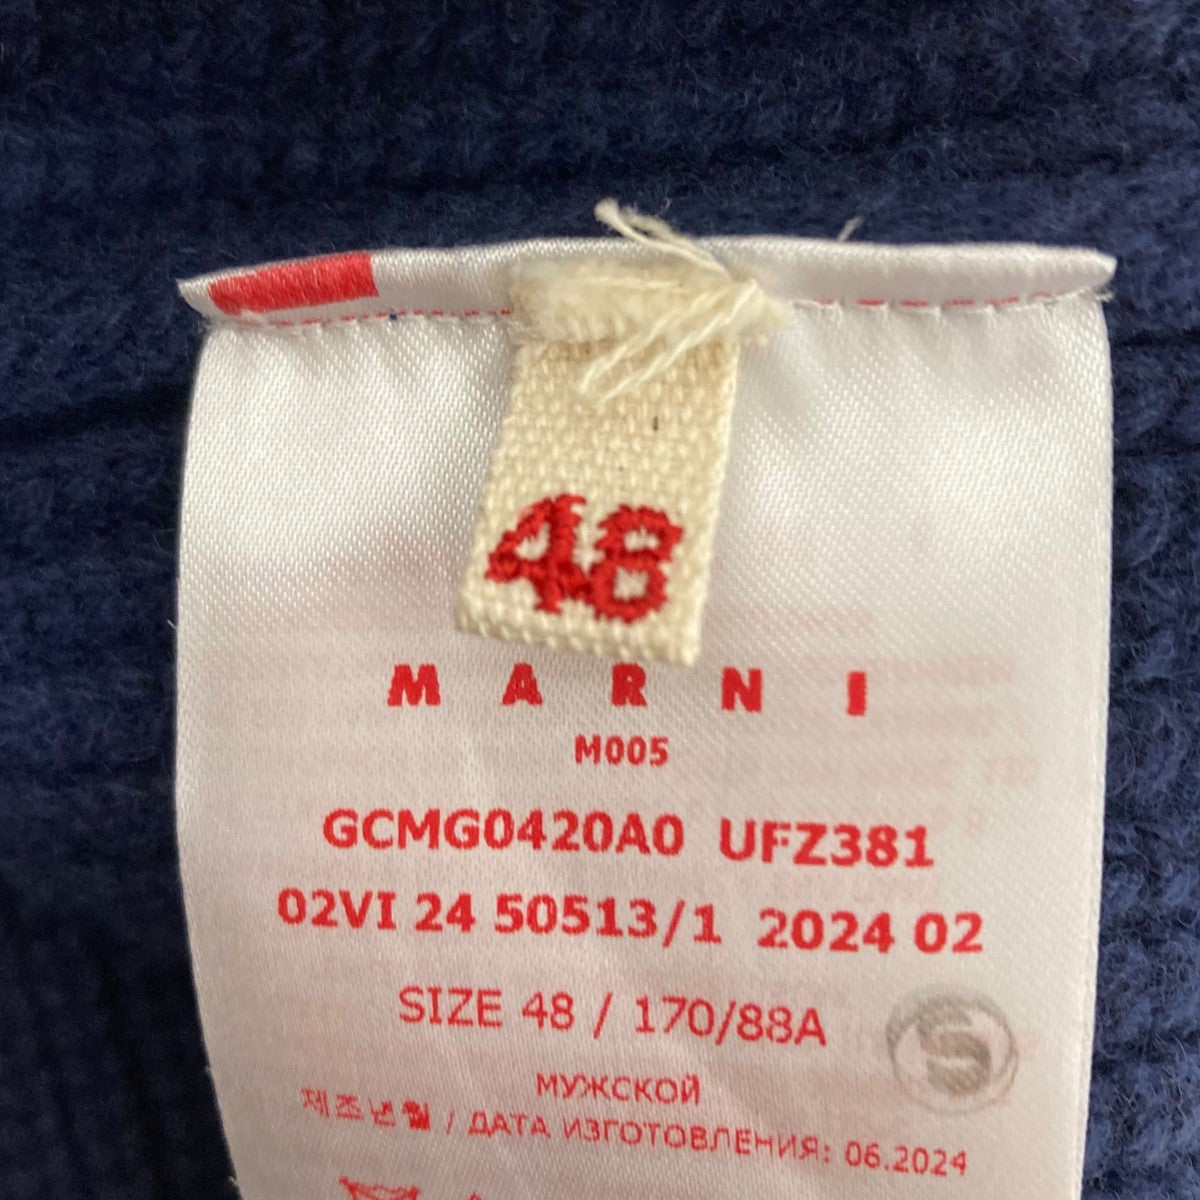 48
MARNI
M005
GCMG0420A0 UFZ381
02VI 24 50513/1 2024 02
SIZE 48 / 170/88A
S
МУЖСКОЙ
제조년월 / ДАТА ИЗГОТОВЛЕНИЯ: 06.2024